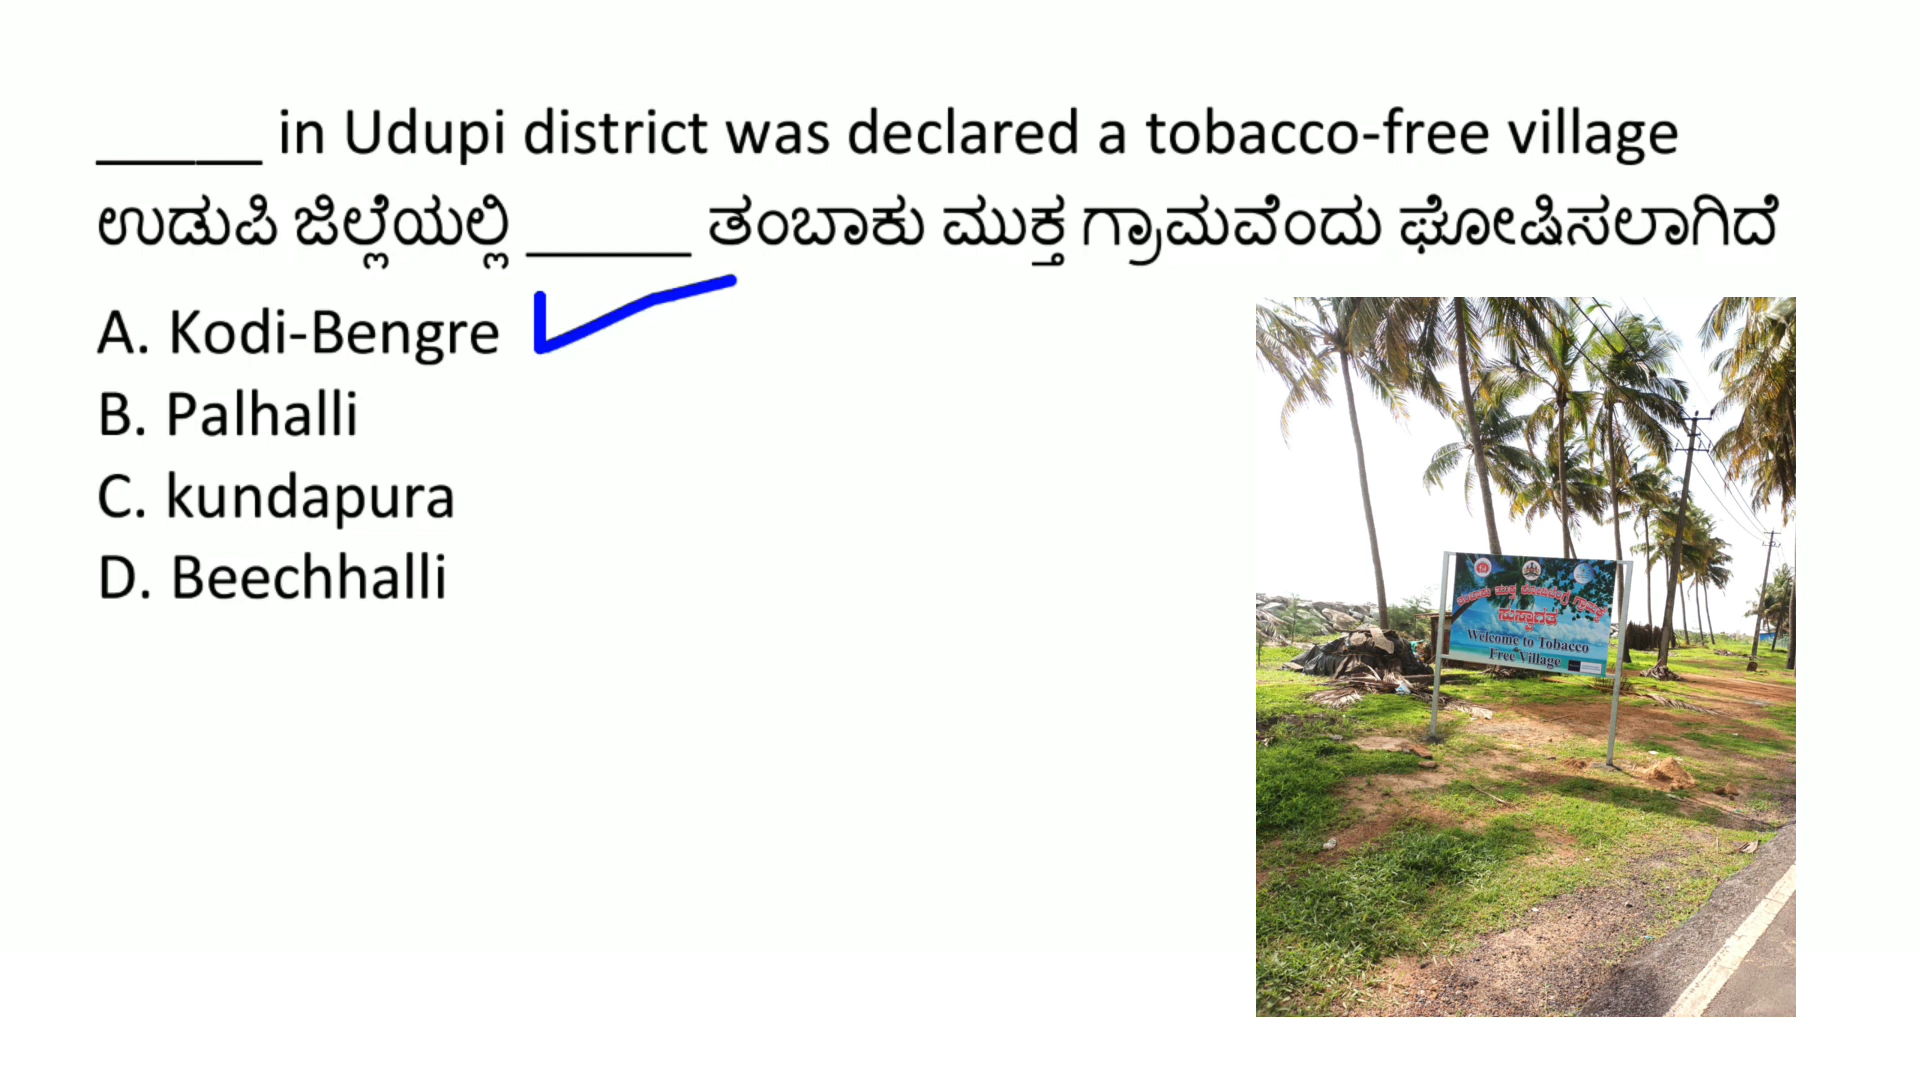 _____ in Udupi district was declared a tobacco-free village
ಉಡುಪಿ ಜಿಲ್ಲೆಯಲ್ಲಿ _____ ತಂಬಾಕು ಮುಕ್ತ ಗ್ರಾಮವೆಂದು ಘೋಷಿಸಲಾಗಿದೆ
A. Kodi-Bengre
B. Palhalli
C. kundapura
D. Beechhalli
ಸುಸ್ವಾಗತ
Welcome to Tobacco
Free Village